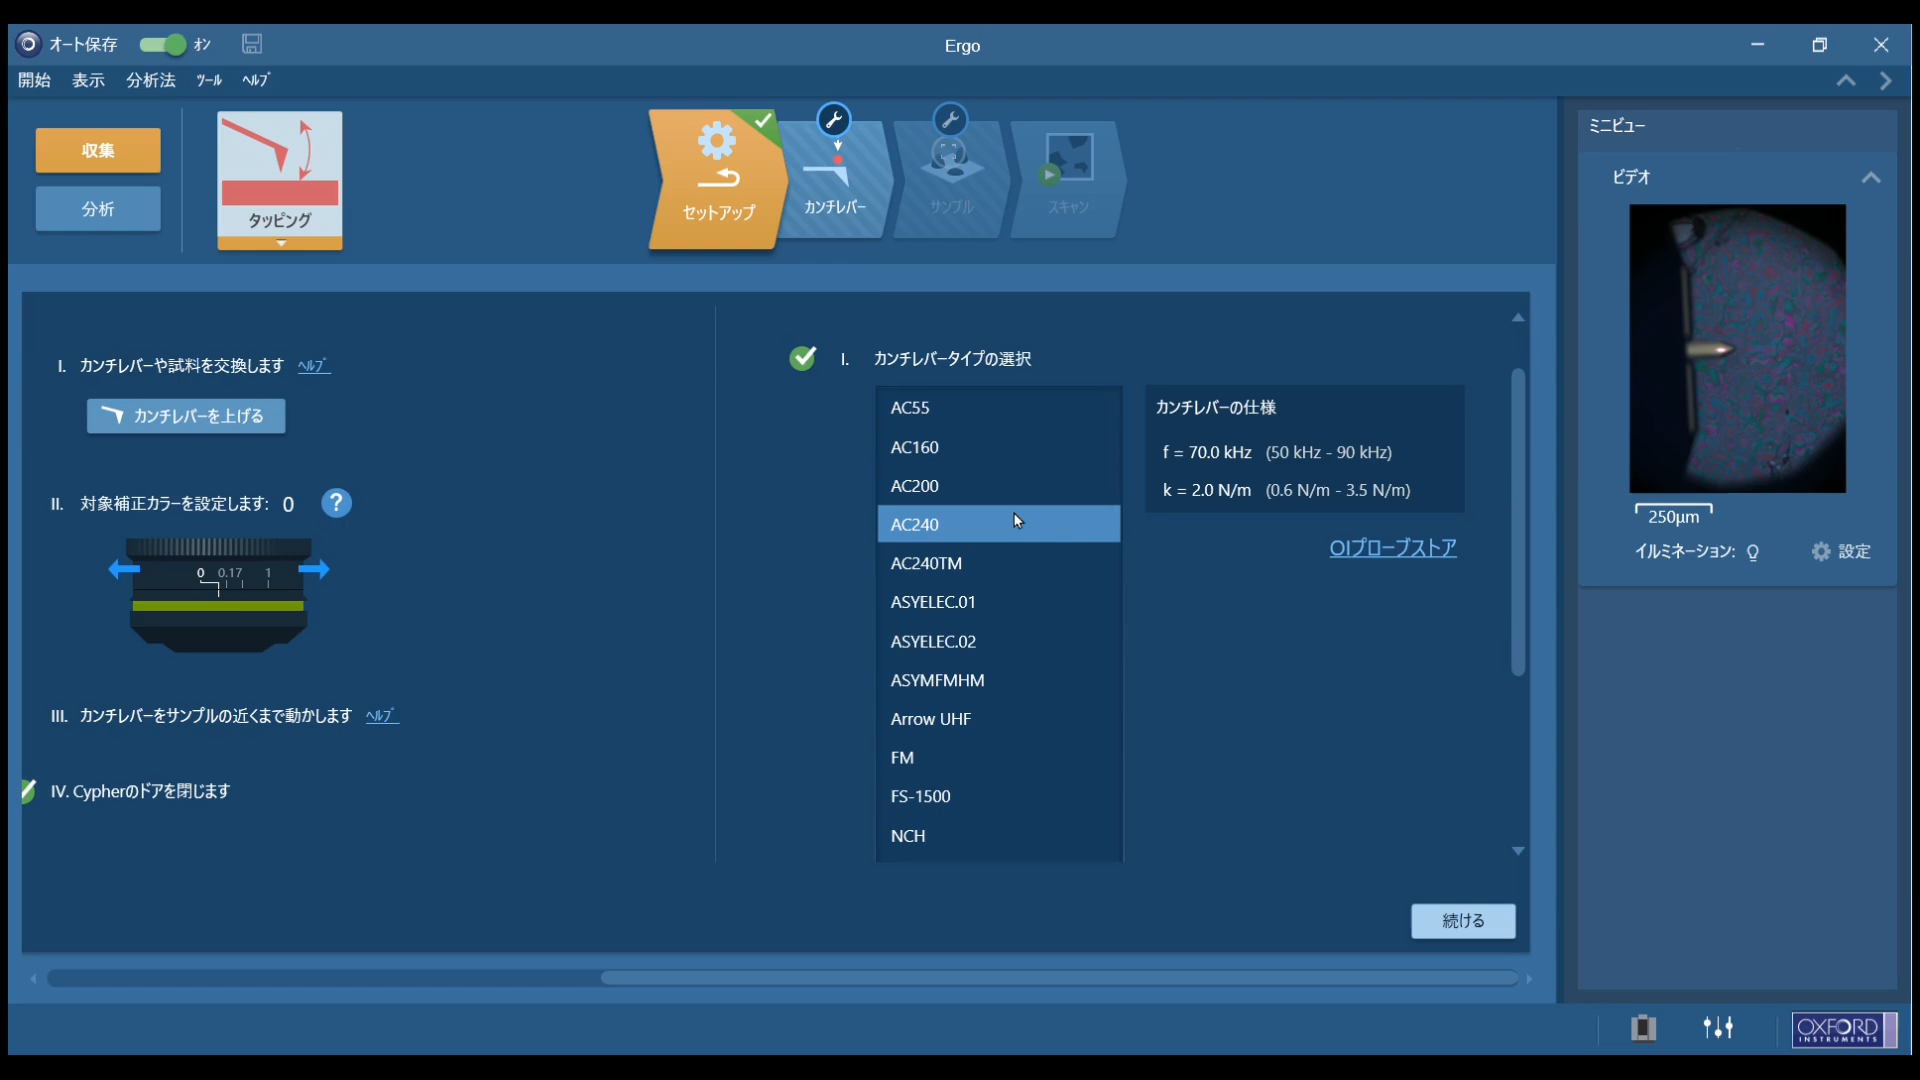 オート保存 オン
Ergo
開始 表示 分析法 ツール ヘルプ
収集
分析
タッピング
セットアップ
カンチレバー
サンプル
スキャン
ミニビュー
ビデオ
250µm
イルミネーション:
設定
I. カンチレバーや試料を交換します ヘルプ
カンチレバーを上げる
II. 対象補正カラーを設定します: 0 ?
0 0.17 1
III. カンチレバーをサンプルの近くまで動かします ヘルプ
IV. Cypherのドアを閉じます
I. カンチレバータイプの選択
AC55
AC160
AC200
AC240
AC240TM
ASYELEC.01
ASYELEC.02
ASYMFMHM
Arrow UHF
FM
FS-1500
NCH
カンチレバーの仕様
f = 70.0 kHz (50 kHz - 90 kHz)
k = 2.0 N/m (0.6 N/m - 3.5 N/m)
OIプローブストア
続ける
OXFORD
INSTRUMENTS